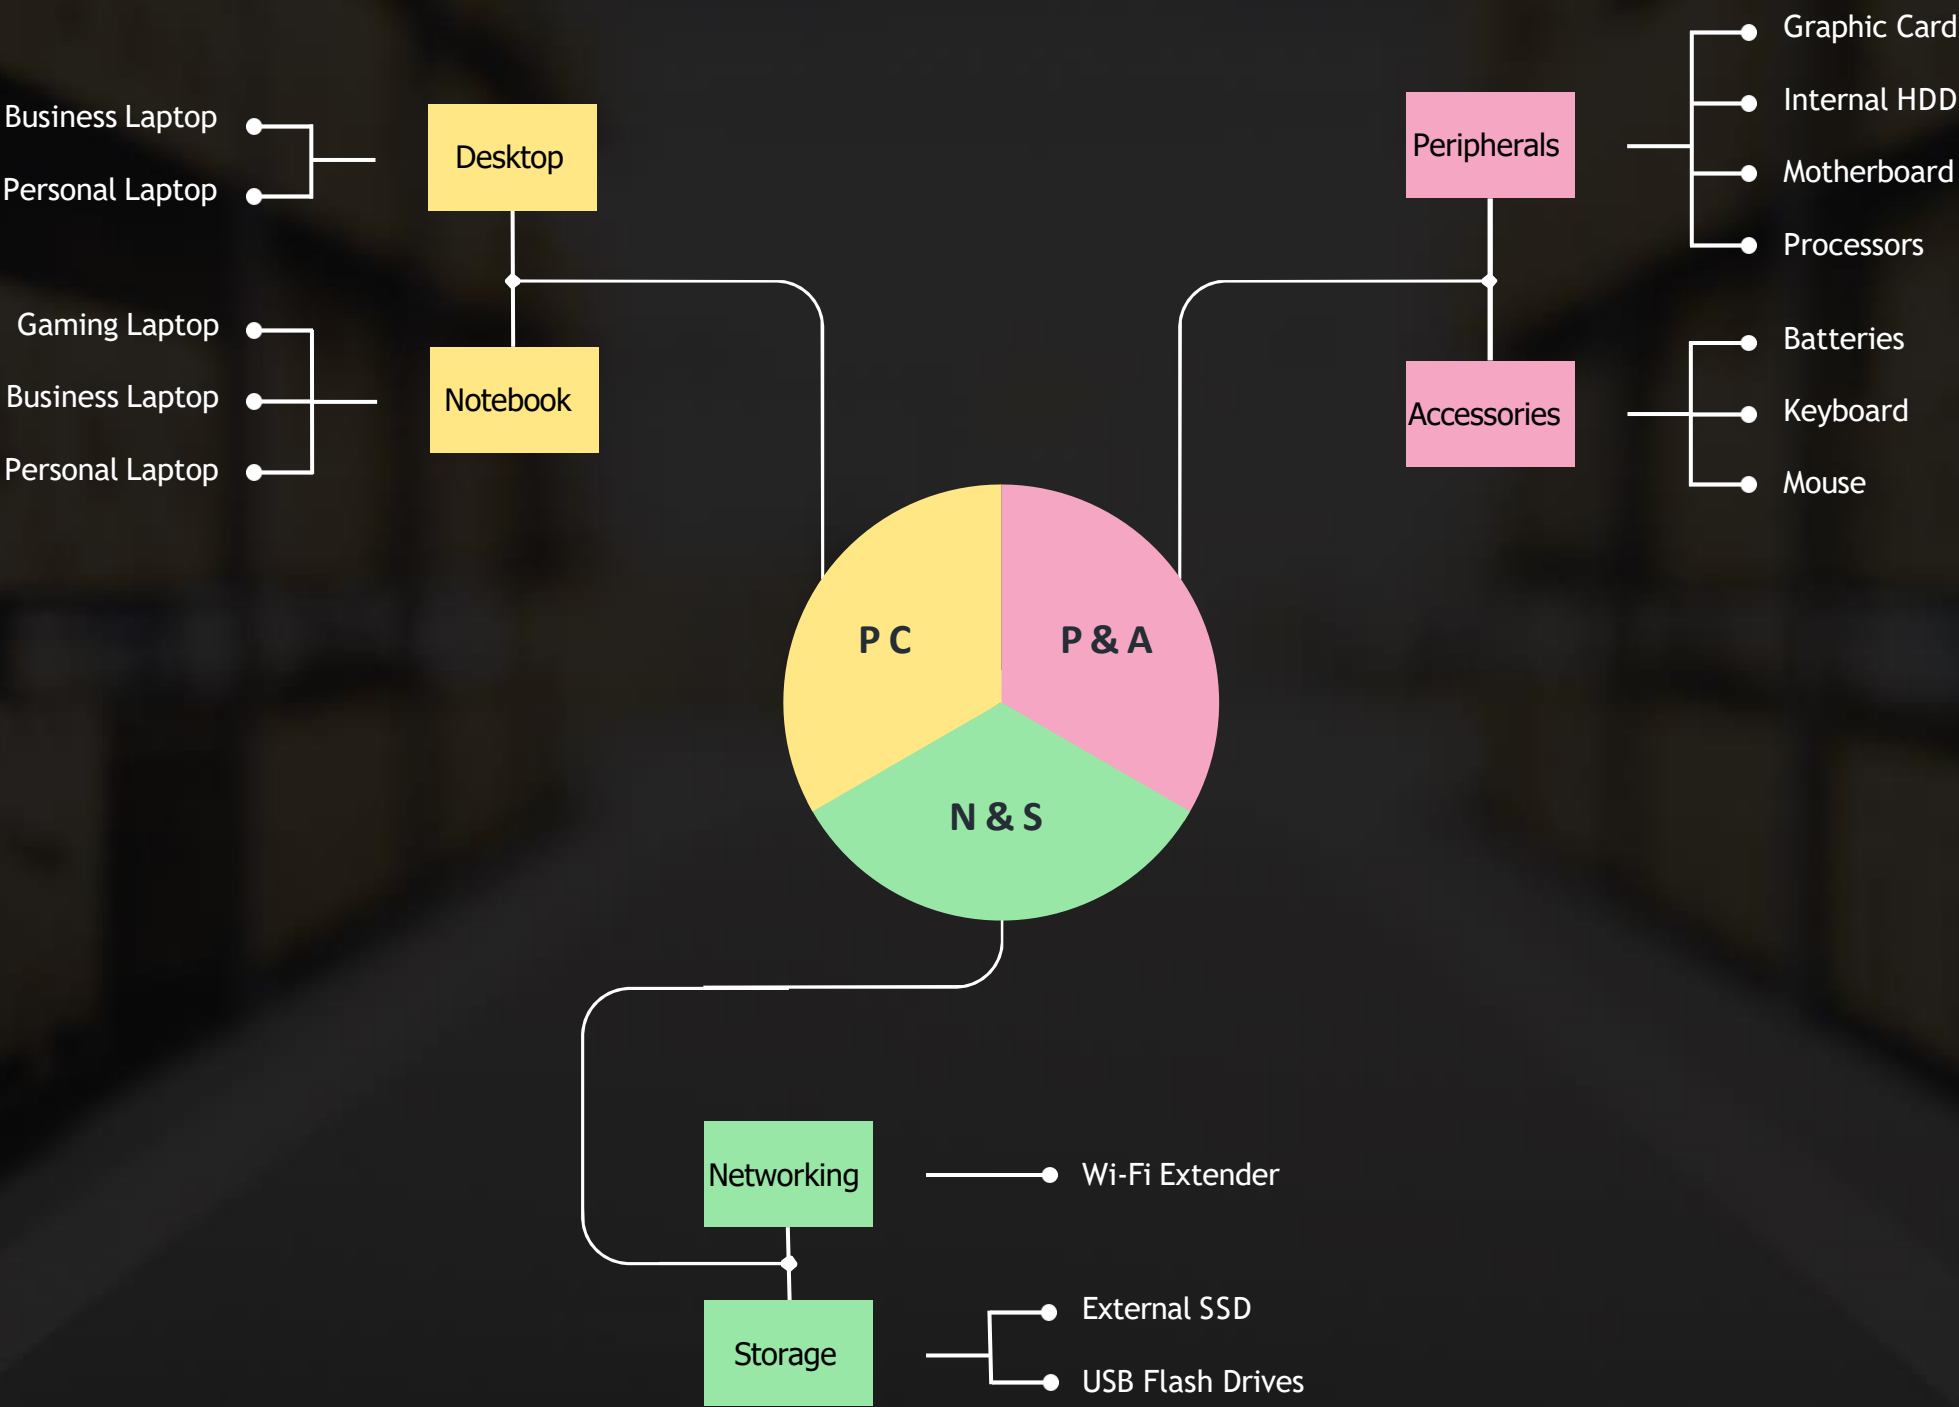 Business Laptop
Personal Laptop
Desktop
Gaming Laptop
Business Laptop
Personal Laptop
Notebook
Peripherals
Graphic Card
Internal HDD
Motherboard
Processors
Accessories
Batteries
Keyboard
Mouse
P C
P & A
N & S
Networking
Wi-Fi Extender
Storage
External SSD
USB Flash Drives